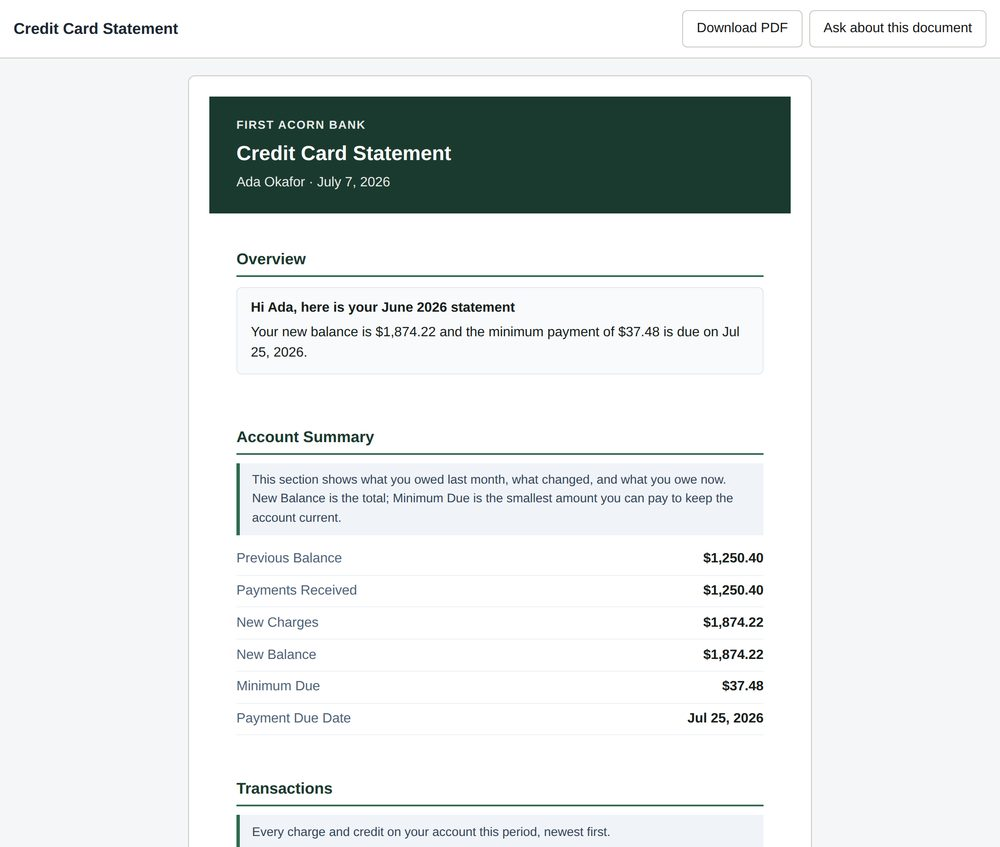 Credit Card Statement
Download PDF
Ask about this document
FIRST ACORN BANK
Credit Card Statement
Ada Okafor · July 7, 2026
Overview
Hi Ada, here is your June 2026 statement
Your new balance is $1,874.22 and the minimum payment of $37.48 is due on Jul
25, 2026.
Account Summary
This section shows what you owed last month, what changed, and what you owe now.
New Balance is the total; Minimum Due is the smallest amount you can pay to keep the
account current.
Previous Balance $1,250.40
Payments Received $1,250.40
New Charges $1,874.22
New Balance $1,874.22
Minimum Due $37.48
Payment Due Date Jul 25, 2026
Transactions
Every charge and credit on your account this period, newest first.